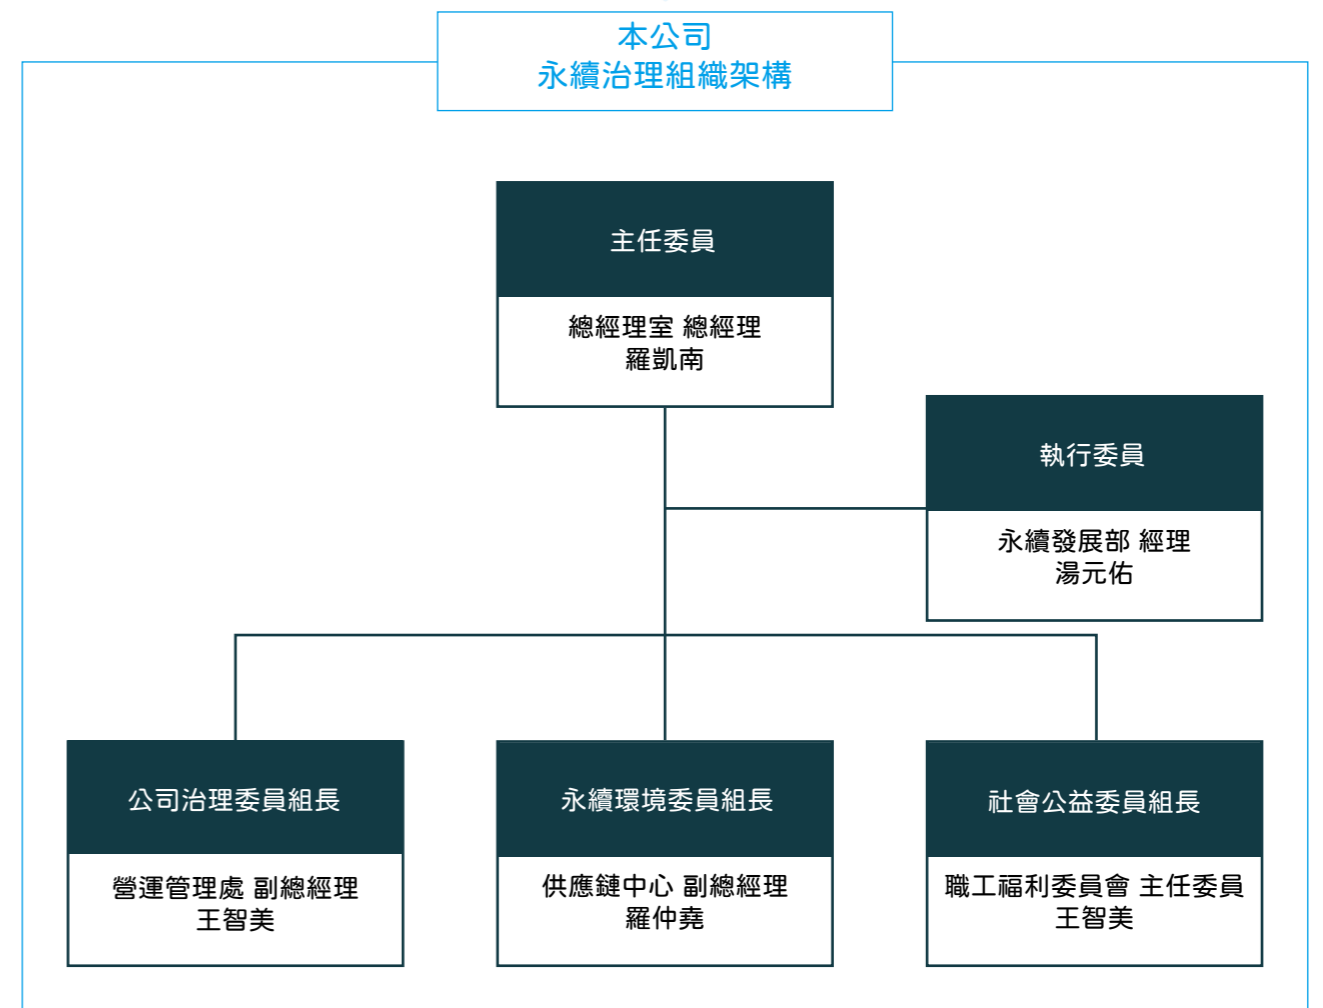 本公司
永續治理組織架構
主任委員
總經理室 總經理
羅凱南
執行委員
永續發展部 經理
湯元佑
公司治理委員組長
營運管理處 副總經理
王智美
永續環境委員組長
供應鏈中心 副總經理
羅仲堯
社會公益委員組長
職工福利委員會 主任委員
王智美